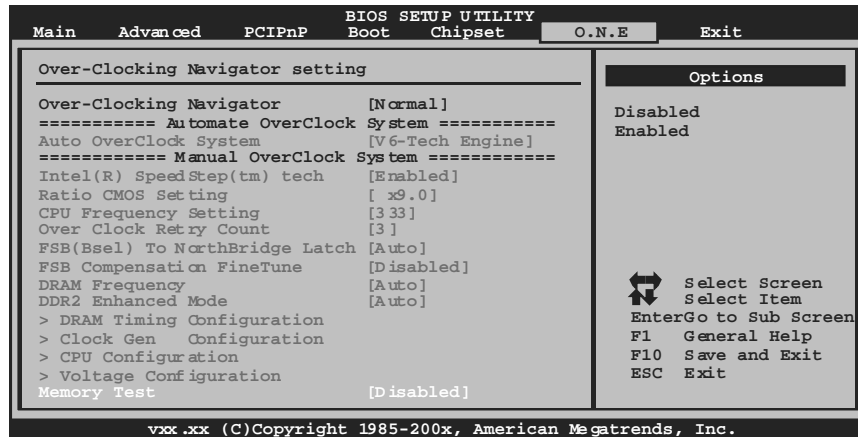 BIOS SETUP UTILITY
Main Advanced PCIPnP Boot Chipset O.N.E Exit
Over-Clocking Navigator setting
Over-Clocking Navigator [Normal]
=========== Automate OverClock System ===========
Auto OverClock System [V6-Tech Engine]
============ Manual OverClock System ============
Intel(R) SpeedStep(tm) tech [Enabled]
Ratio CMOS Setting [ x9.0]
CPU Frequency Setting [333]
Over Clock Retry Count [3]
FSB(Bsel) To NorthBridge Latch [Auto]
FSB Compensation FineTune [Disabled]
DRAM Frequency [Auto]
DDR2 Enhanced Mode [Auto]
> DRAM Timing Configuration
> Clock Gen Configuration
> CPU Configuration
> Voltage Configuration
Memory Test [Disabled]
Options
Disabled
Enabled
Select Screen
Select Item
EnterGo to Sub Screen
F1 General Help
F10 Save and Exit
ESC Exit
vxx.xx (C)Copyright 1985-200x, American Megatrends, Inc.